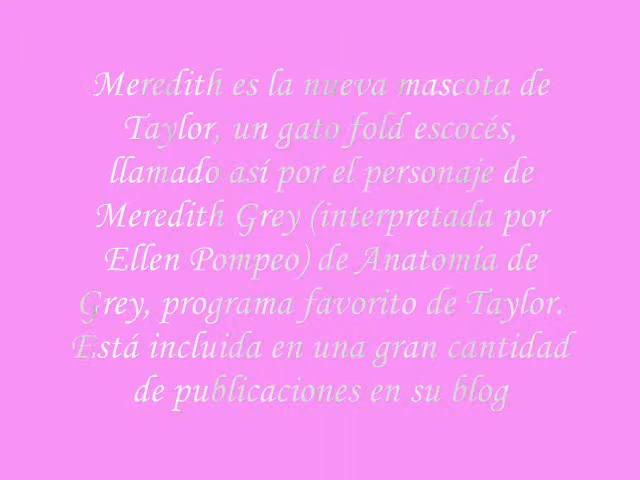 Meredith es la nueva mascota de
Taylor, un gato fold escocés,
llamado así por el personaje de
Meredith Grey (interpretada por
Ellen Pompeo) de Anatomía de
Grey, programa favorito de Taylor.
Está incluida en una gran cantidad
de publicaciones en su blog